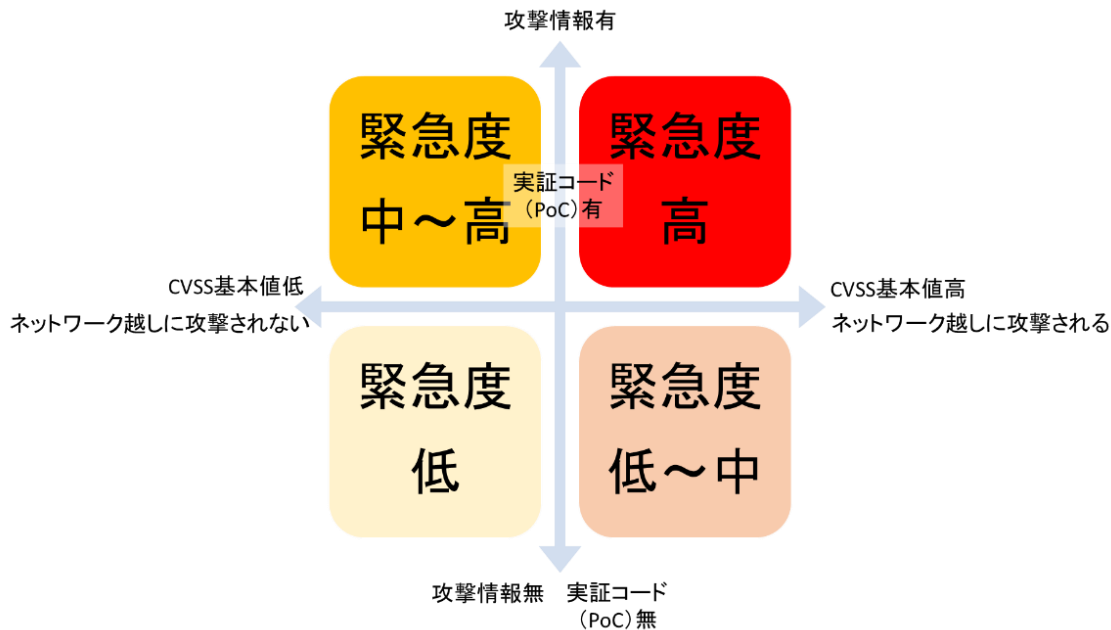 攻撃情報有
緊急度
中～高
緊急度
高
実証コード
（PoC）有
CVSS基本値低
ネットワーク越しに攻撃されない
CVSS基本値高
ネットワーク越しに攻撃される
緊急度
低
緊急度
低～中
攻撃情報無
実証コード
（PoC）無